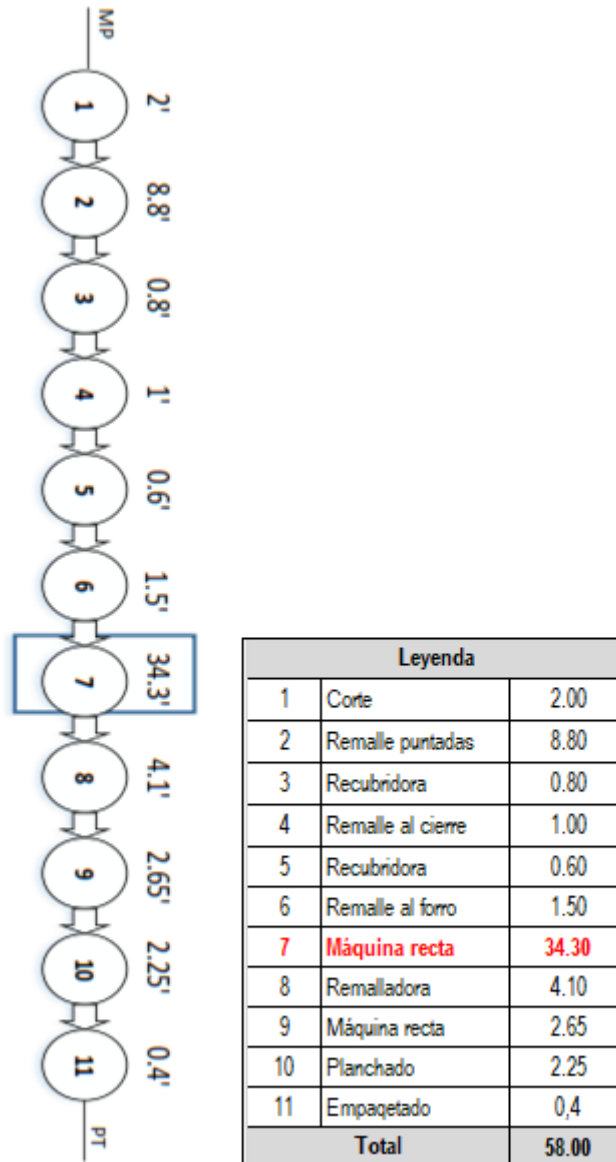 MP
1 2'
2 8.8'
3 0.8'
4 1'
5 0.6'
6 1.5'
7 34.3'
8 4.1'
9 2.65'
10 2.25'
11 0.4'
PT
Leyenda
1 Corte 2.00
2 Remalle puntadas 8.80
3 Recubridora 0.80
4 Remalle al cierre 1.00
5 Recubridora 0.60
6 Remalle al forro 1.50
7 Máquina recta 34.30
8 Remalladora 4.10
9 Máquina recta 2.65
10 Planchado 2.25
11 Empaqetado 0,4
Total 58.00